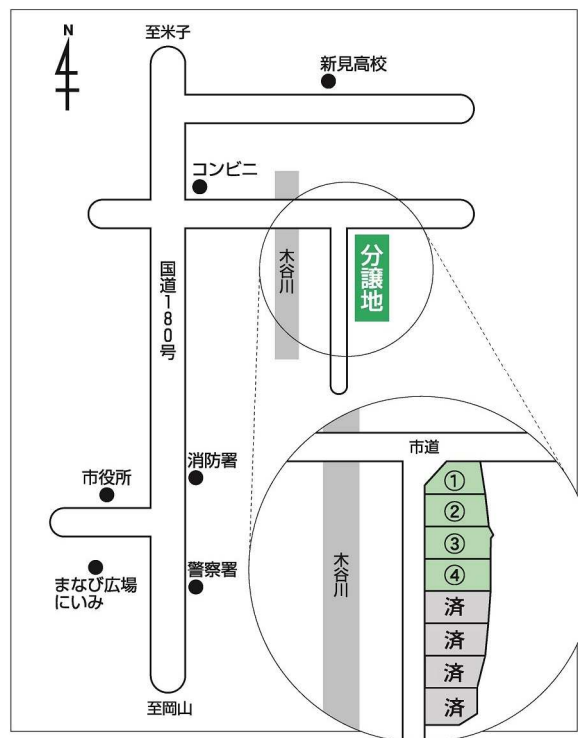 N
至米子
新見高校
コンビニ
木谷川
分譲地
国道180号
市道
消防署
市役所
①
②
③
④
木谷川
まなび広場
にいみ
警察署
済
済
済
済
至岡山